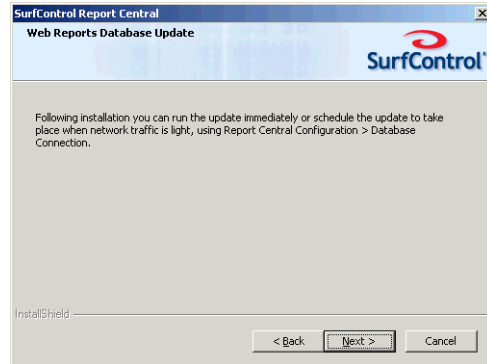 SurfControl Report Central
Web Reports Database Update
SurfControl
Following installation you can run the update immediately or schedule the update to take
place when network traffic is light, using Report Central Configuration > Database
Connection.
InstallShield
< Back Next > Cancel